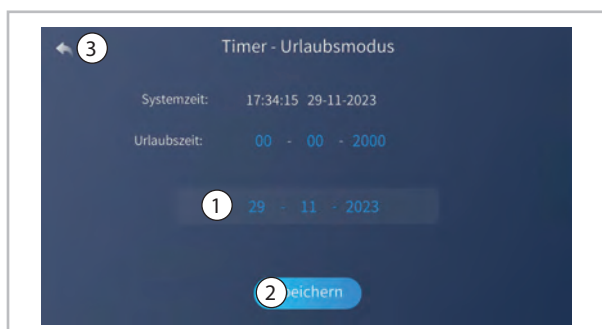 3 Timer - Urlaubsmodus
Systemzeit: 17:34:15 29-11-2023
Urlaubszeit: 00 - 00 - 2000
1 29 - 11 - 2023
2 eichern